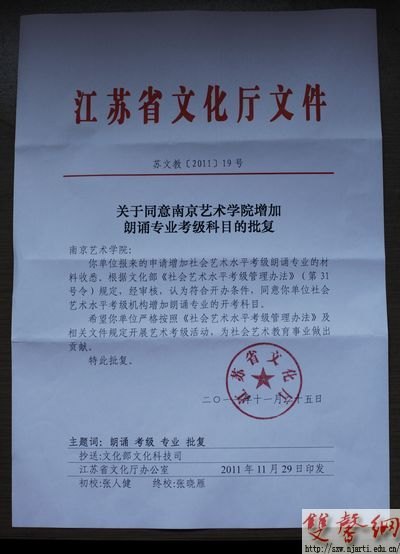 江苏省文化厅文件
苏文教〔2011〕19号
关于同意南京艺术学院增加
朗诵专业考级科目的批复
南京艺术学院：
你单位报来的申请增加社会艺术水平考级朗诵专业的
材料收悉。根据文化部《社会艺术水平考级管理办法》（第31
号令）规定，经审核，认为符合开办条件，同意你单位社会
艺术水平考级机构增加朗诵专业的开考科目。
希望你单位严格按照《社会艺术水平考级管理办法》及
相关文件规定开展艺术考级活动，为社会艺术教育事业做出
贡献。
特此批复。
江苏省文化厅
二〇一 年十一月 十五日
主题词：朗诵 考级 专业 批复
抄送：文化部文化科技司
江苏省文化厅办公室 2011年11月29日印发
初校：张人健 终校：张晓雁
雙馨網
http://sxw.njarti.edu.cn/